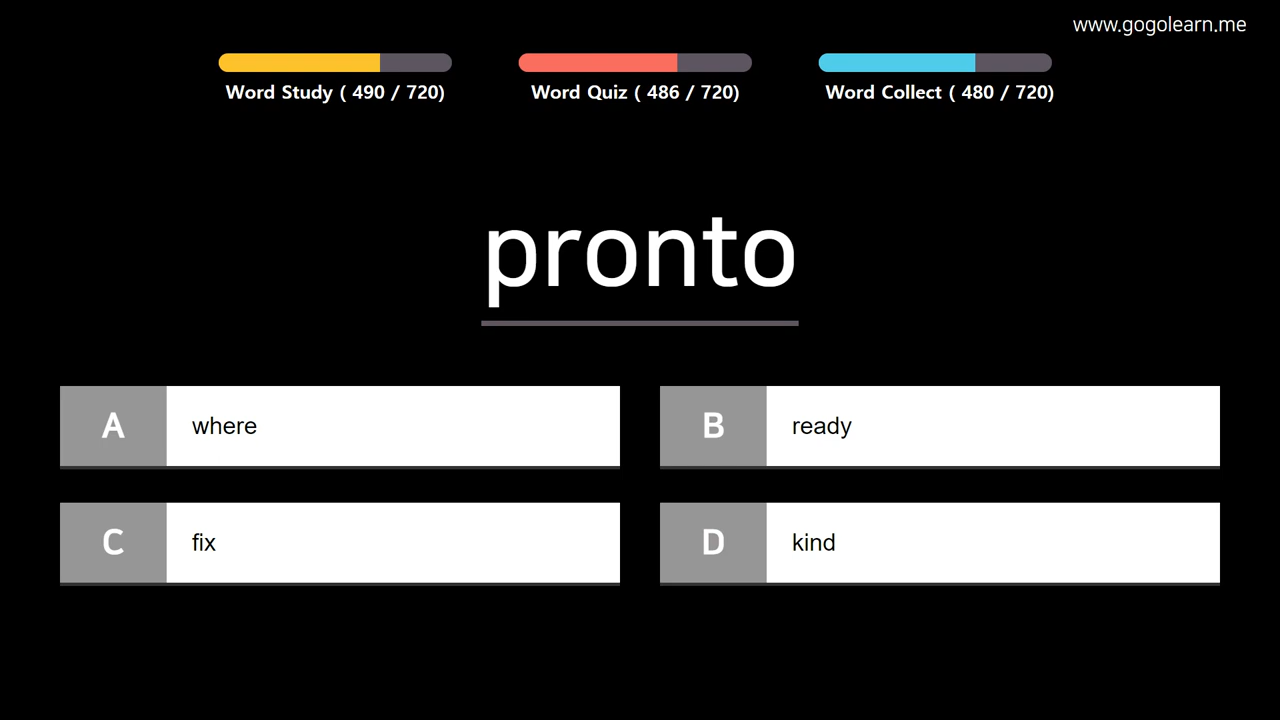 www.gogolearn.me
Word Study ( 490 / 720)
Word Quiz ( 486 / 720)
Word Collect ( 480 / 720)
pronto
A where
B ready
C fix
D kind